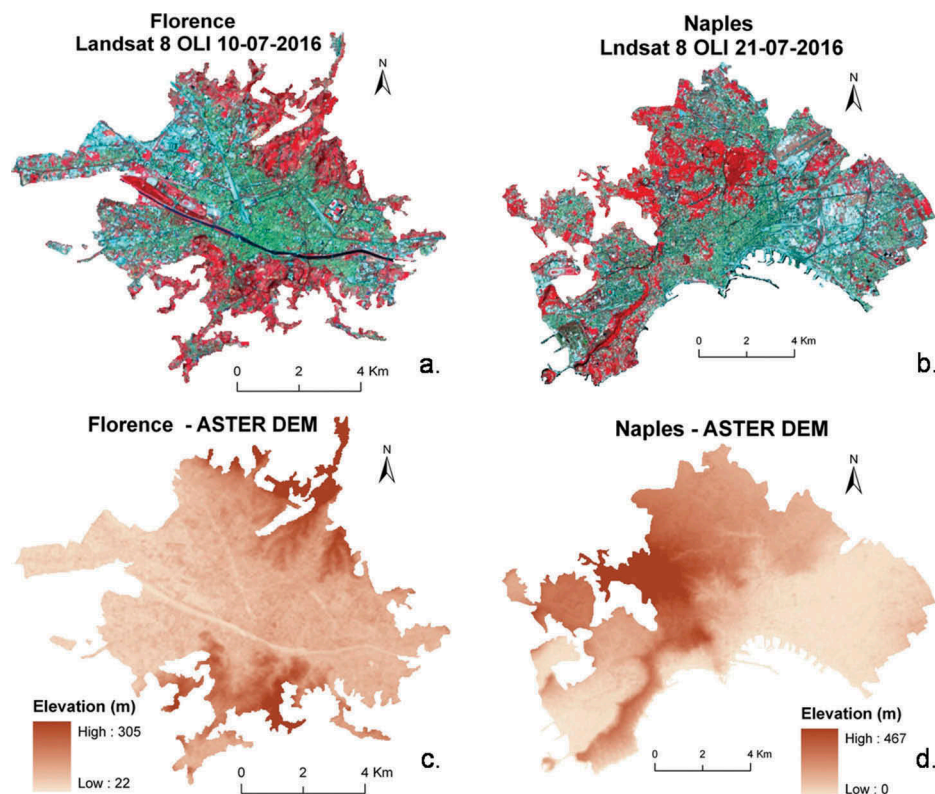 Florence
Landsat 8 OLI 10-07-2016
N
0 2 4 Km
a.
Naples
Lndsat 8 OLI 21-07-2016
N
0 2 4 Km
b.
Florence - ASTER DEM
N
Elevation (m)
High : 305
Low : 22
0 2 4 Km
c.
Naples - ASTER DEM
N
0 2 4 Km
Elevation (m)
High : 467
Low : 0
d.